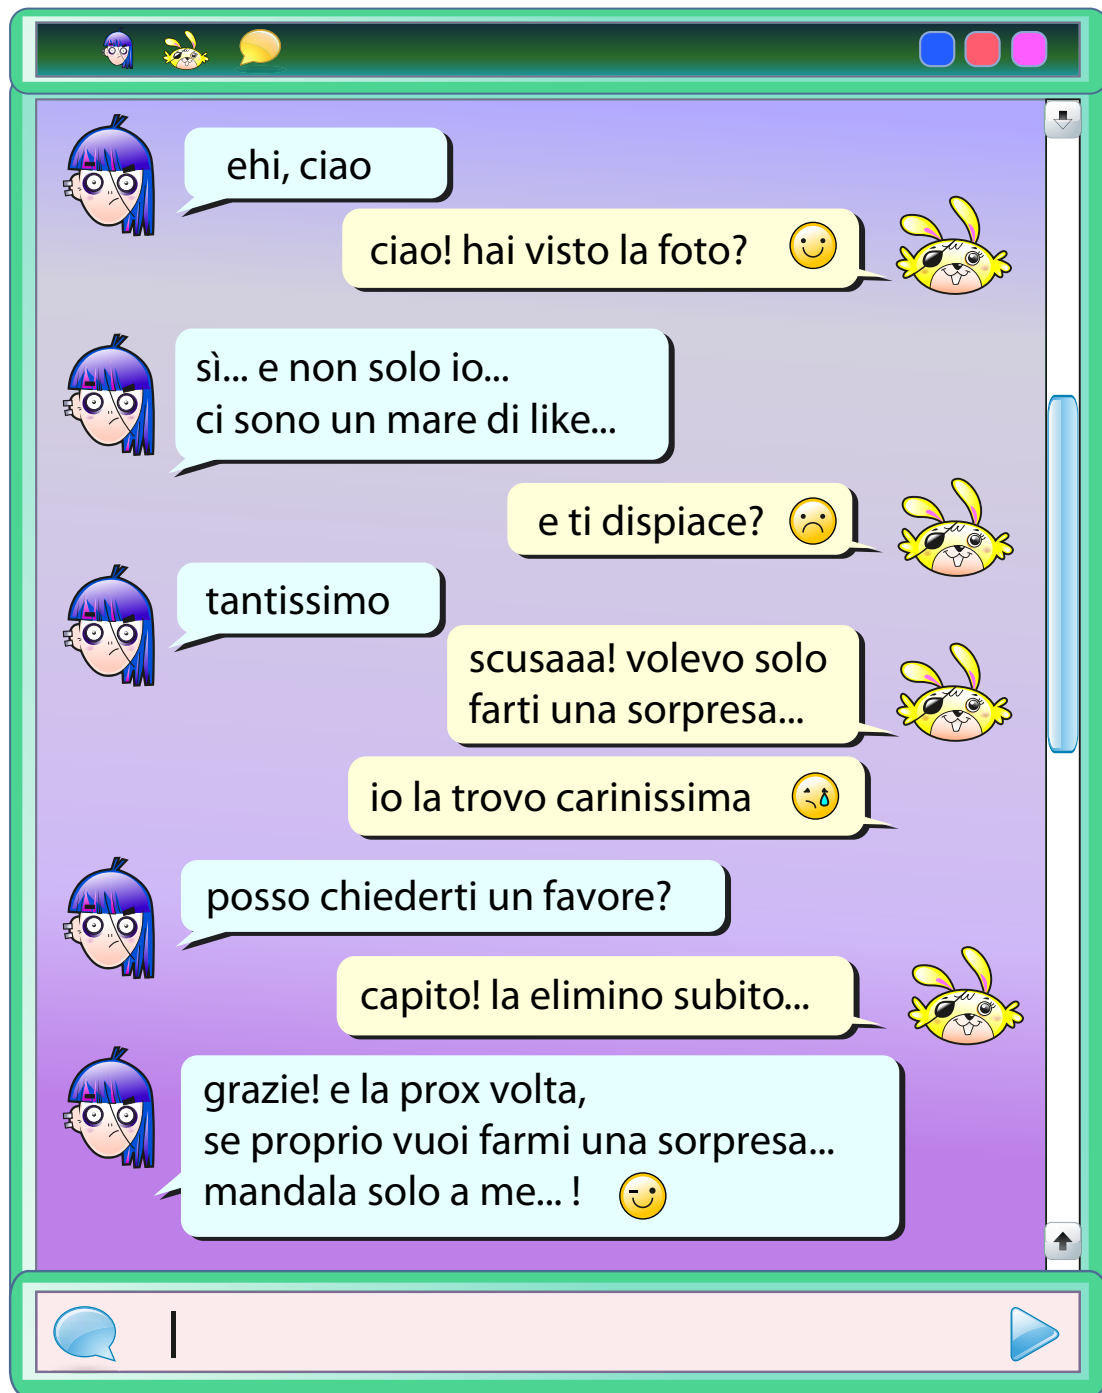 ehi, ciao
ciao! hai visto la foto?
sì... e non solo io...
ci sono un mare di like...
e ti dispiace?
tantissimo
scusaaa! volevo solo
farti una sorpresa...
io la trovo carinissima
posso chiederti un favore?
capito! la elimino subito...
grazie! e la prox volta,
se proprio vuoi farmi una sorpresa...
mandala solo a me... !